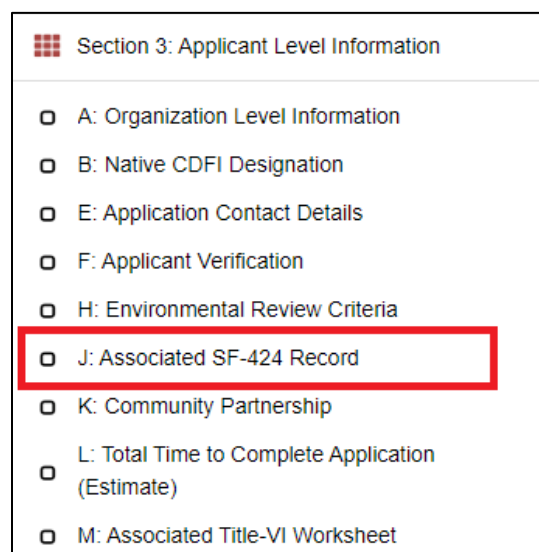 Section 3: Applicant Level Information
A: Organization Level Information
B: Native CDFI Designation
E: Application Contact Details
F: Applicant Verification
H: Environmental Review Criteria
J: Associated SF-424 Record
K: Community Partnership
L: Total Time to Complete Application
(Estimate)
M: Associated Title-VI Worksheet